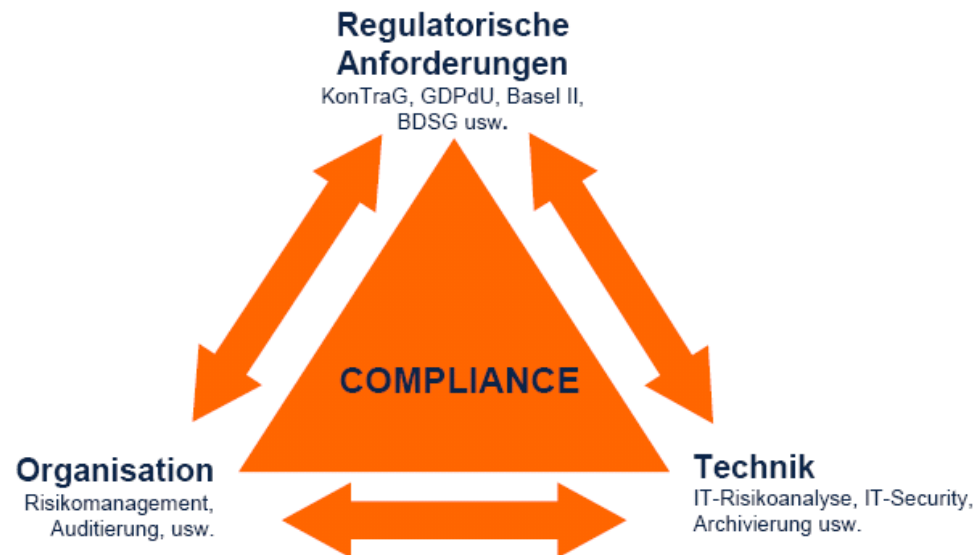 Regulatorische
Anforderungen
KonTraG, GDPdU, Basel II,
BDSG usw.
COMPLIANCE
Organisation
Risikomanagement,
Auditierung, usw.
Technik
IT-Risikoanalyse, IT-Security,
Archivierung usw.